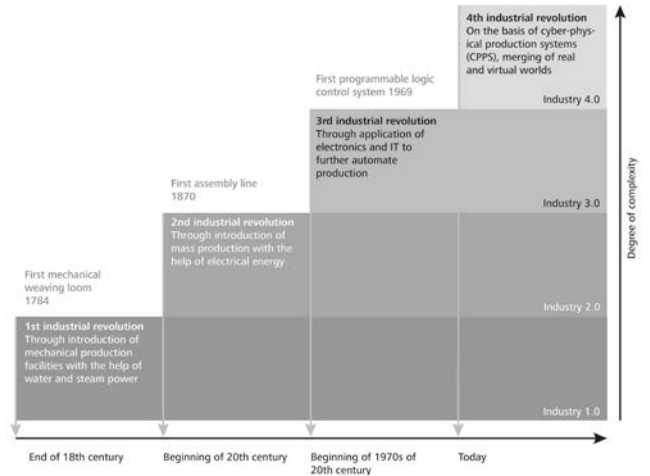 4th industrial revolution
On the basis of cyber-phys-
ical production systems
(CPPS), merging of real
and virtual worlds
Industry 4.0
First programmable logic
control system 1969
3rd industrial revolution
Through application of
electronics and IT to
further automate
production
Industry 3.0
First assembly line
1870
2nd industrial revolution
Through introduction of
mass production with the
help of electrical energy
Industry 2.0
First mechanical
weaving loom
1784
1st industrial revolution
Through introduction of
mechanical production
facilities with the help of
water and steam power
Industry 1.0
Degree of complexity
End of 18th century
Beginning of 20th century
Beginning of 1970s of
20th century
Today